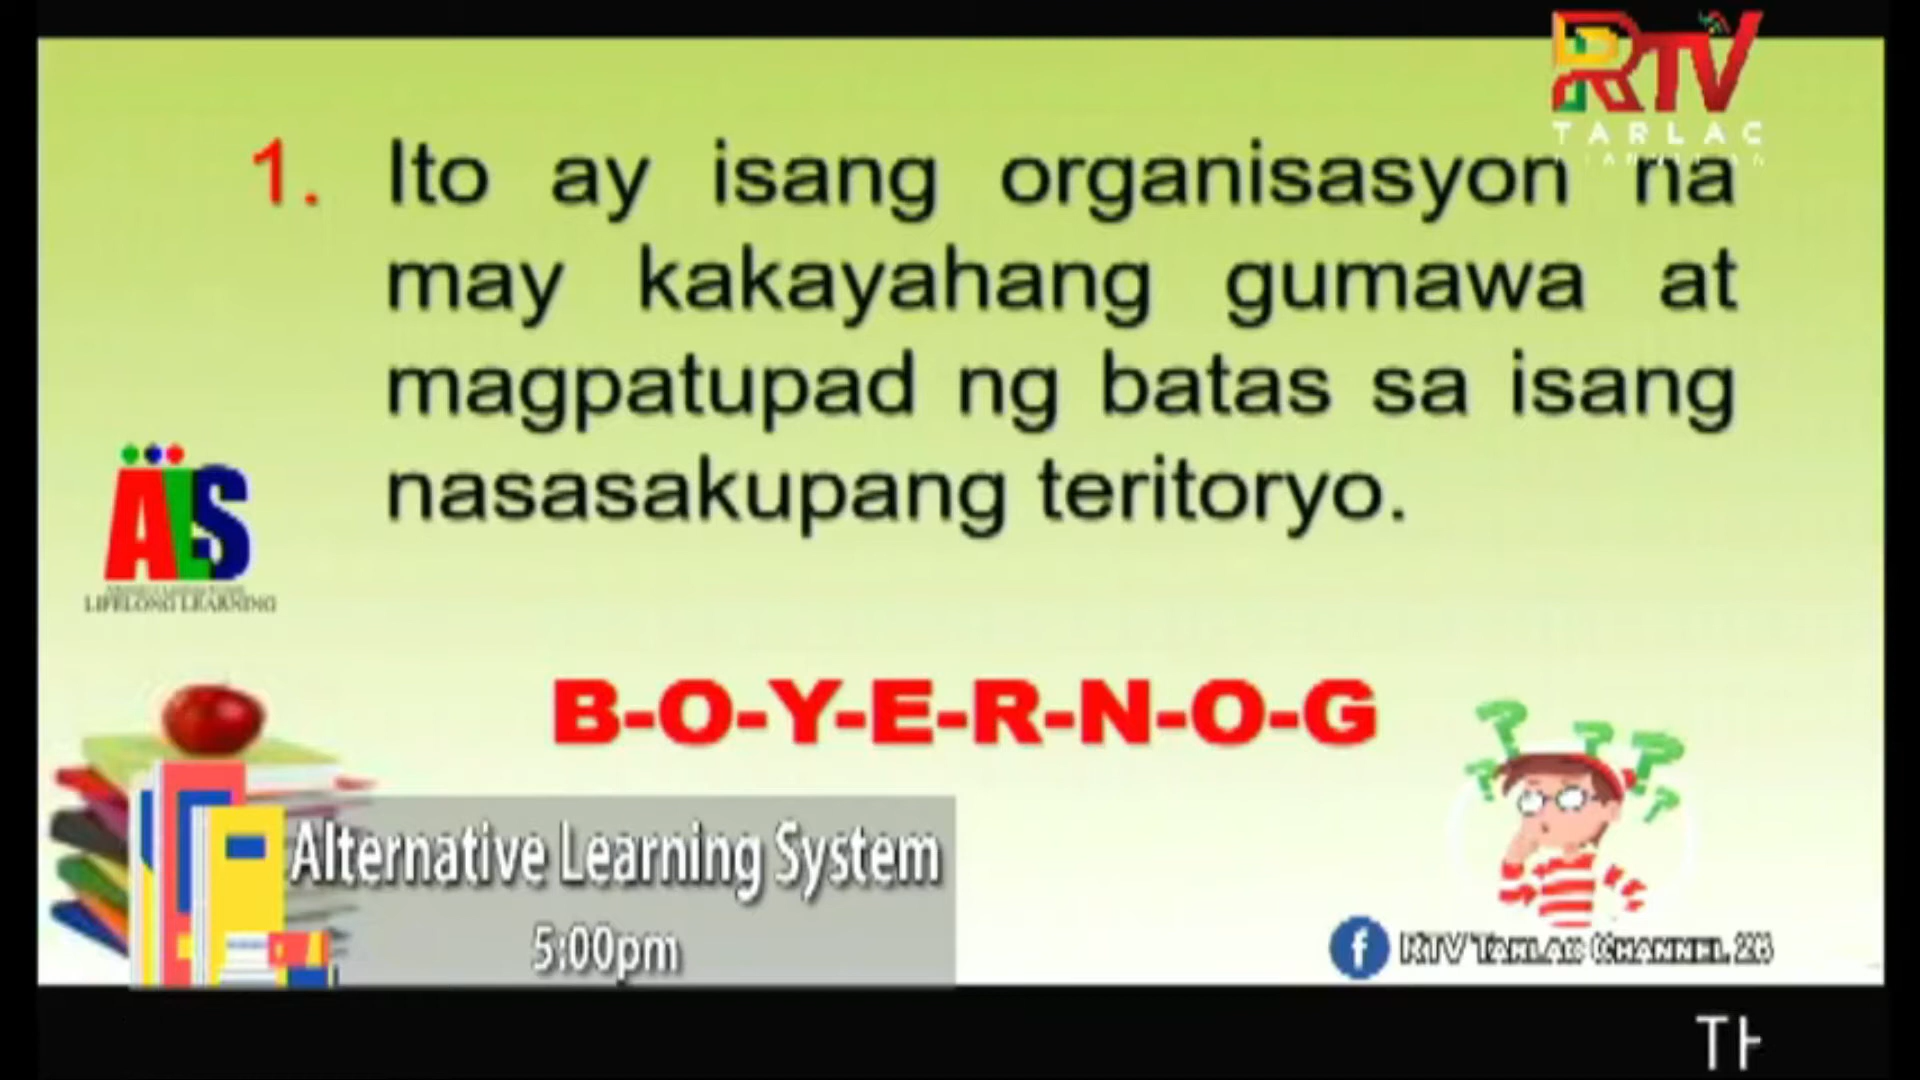 RTV
TARLAC
1. Ito ay isang organisasyon na
may kakayahang gumawa at
magpatupad ng batas sa isang
nasasakupang teritoryo.
ALS
LIFELONG LEARNING
B-O-Y-E-R-N-O-G
? ? ? ? ?
Alternative Learning System
5:00pm
f RTV TARLAC CHANNEL 26